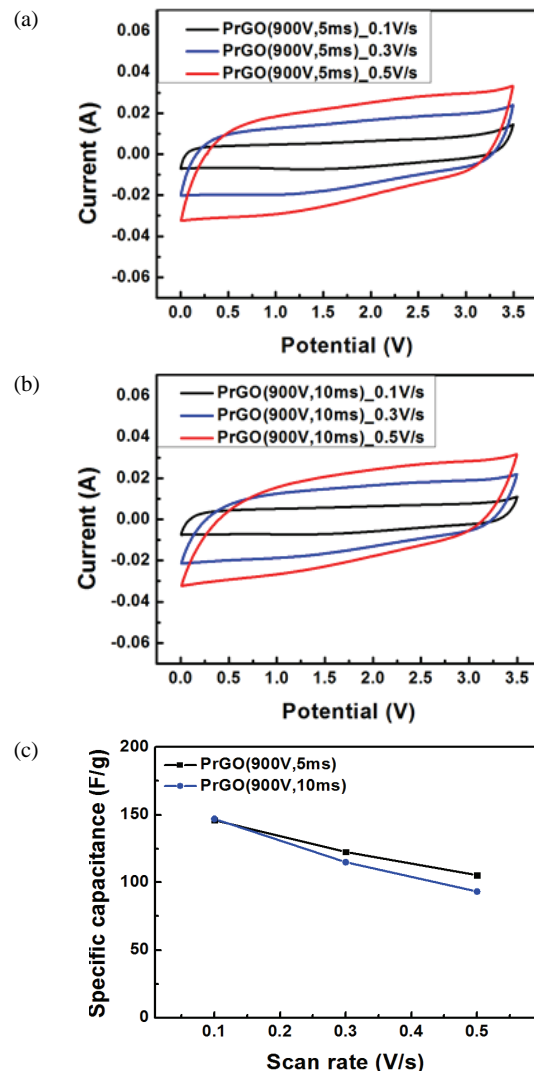 (a)
PrGO(900V,5ms)_0.1V/s
PrGO(900V,5ms)_0.3V/s
PrGO(900V,5ms)_0.5V/s
0.06
0.04
0.02
0.00
-0.02
-0.04
-0.06
Current (A)
0.0 0.5 1.0 1.5 2.0 2.5 3.0 3.5
Potential (V)
(b)
PrGO(900V,10ms)_0.1V/s
PrGO(900V,10ms)_0.3V/s
PrGO(900V,10ms)_0.5V/s
0.06
0.04
0.02
0.00
-0.02
-0.04
-0.06
Current (A)
0.0 0.5 1.0 1.5 2.0 2.5 3.0 3.5
Potential (V)
(c)
PrGO(900V,5ms)
PrGO(900V,10ms)
200
150
100
50
0
Specific capacitance (F/g)
0.1 0.2 0.3 0.4 0.5
Scan rate (V/s)